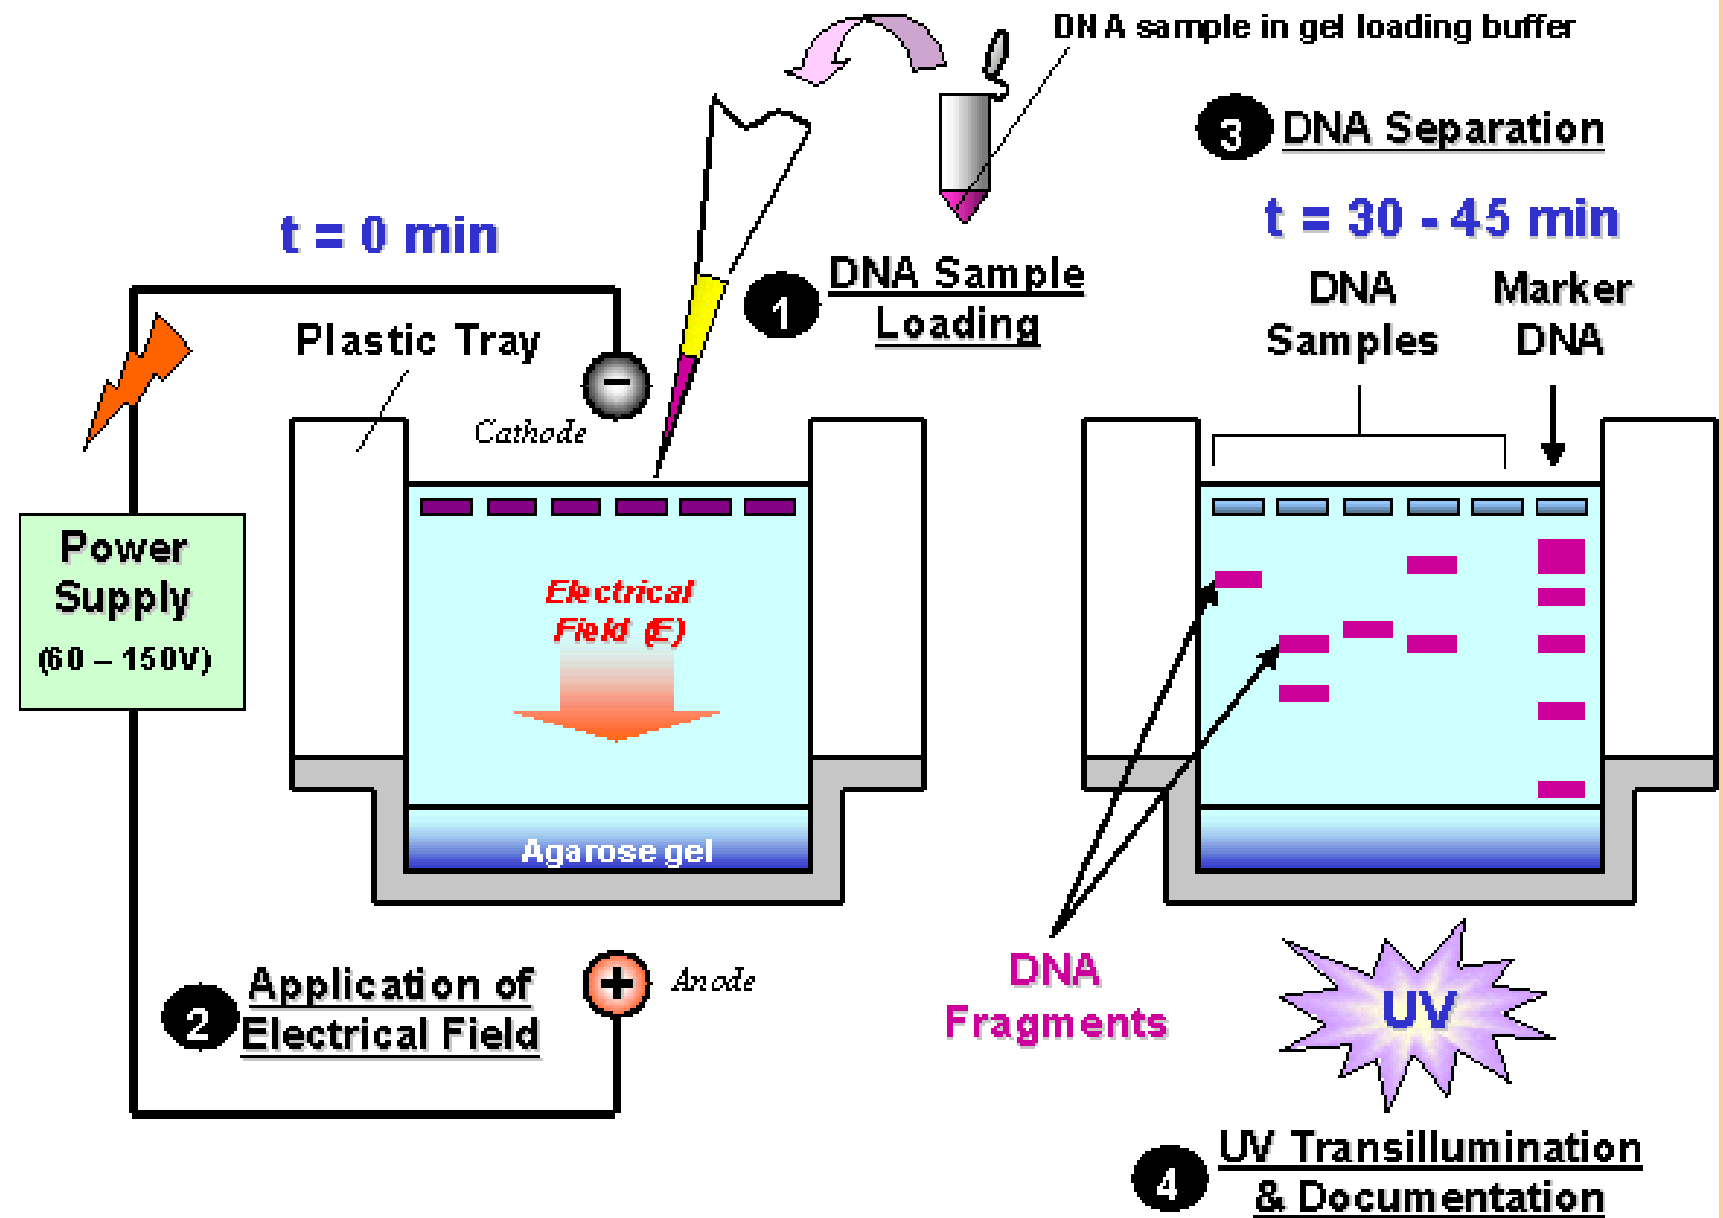 DNA sample in gel loading buffer
t = 0 min
1
DNA Sample
Loading
Plastic Tray
−
Cathode
Power
Supply
(60 – 150V)
Electrical
Field (E)
Agarose gel
2
Application of
Electrical Field
+
Anode
3
DNA Separation
t = 30 - 45 min
DNA
Samples
Marker
DNA
DNA
Fragments
UV
4
UV Transillumination
& Documentation